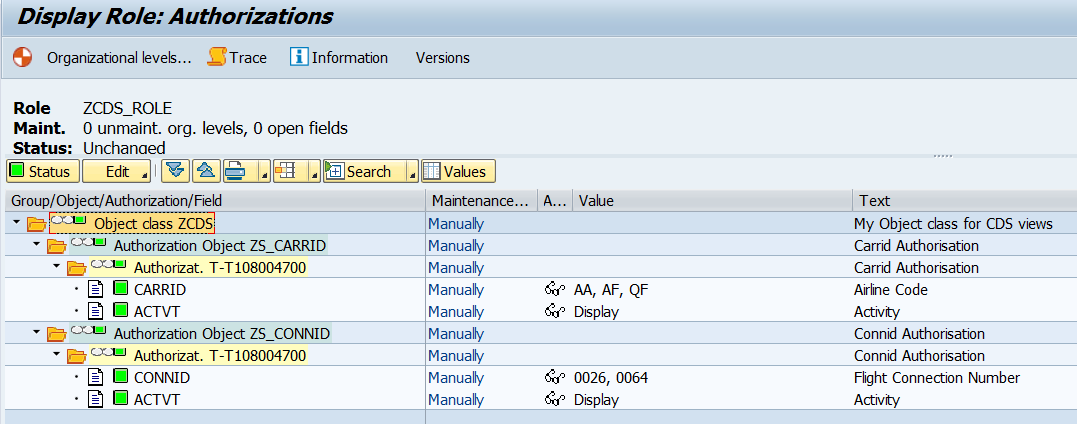 Display Role: Authorizations
Organizational levels... Trace Information Versions
Role ZCDS_ROLE
Maint. 0 unmaint. org. levels, 0 open fields
Status: Unchanged
Status Edit Search Values
Group/Object/Authorization/Field Maintenance... A... Value Text
Object class ZCDS Manually My Object class for CDS views
Authorization Object ZS_CARRID Manually Carrid Authorisation
Authorizat. T-T108004700 Manually Carrid Authorisation
CARRID Manually AA, AF, QF Airline Code
ACTVT Manually Display Activity
Authorization Object ZS_CONNID Manually Connid Authorisation
Authorizat. T-T108004700 Manually Connid Authorisation
CONNID Manually 0026, 0064 Flight Connection Number
ACTVT Manually Display Activity